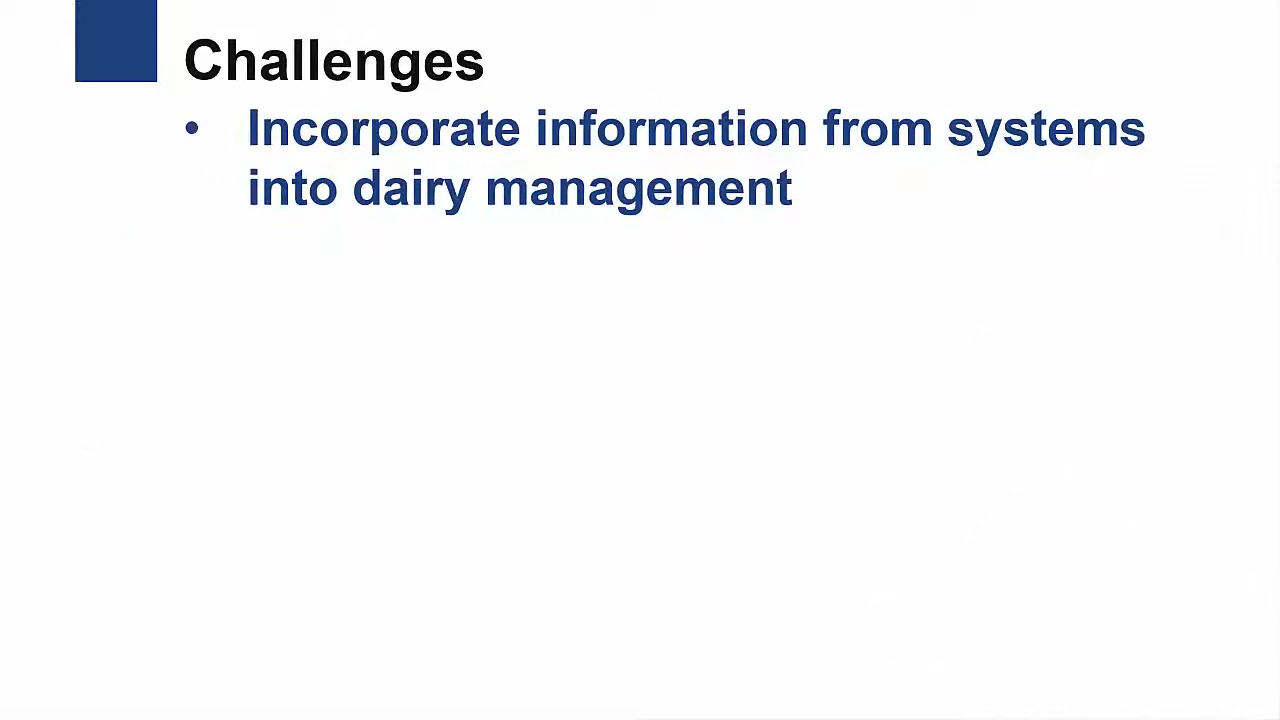 Challenges
• Incorporate information from systems
into dairy management